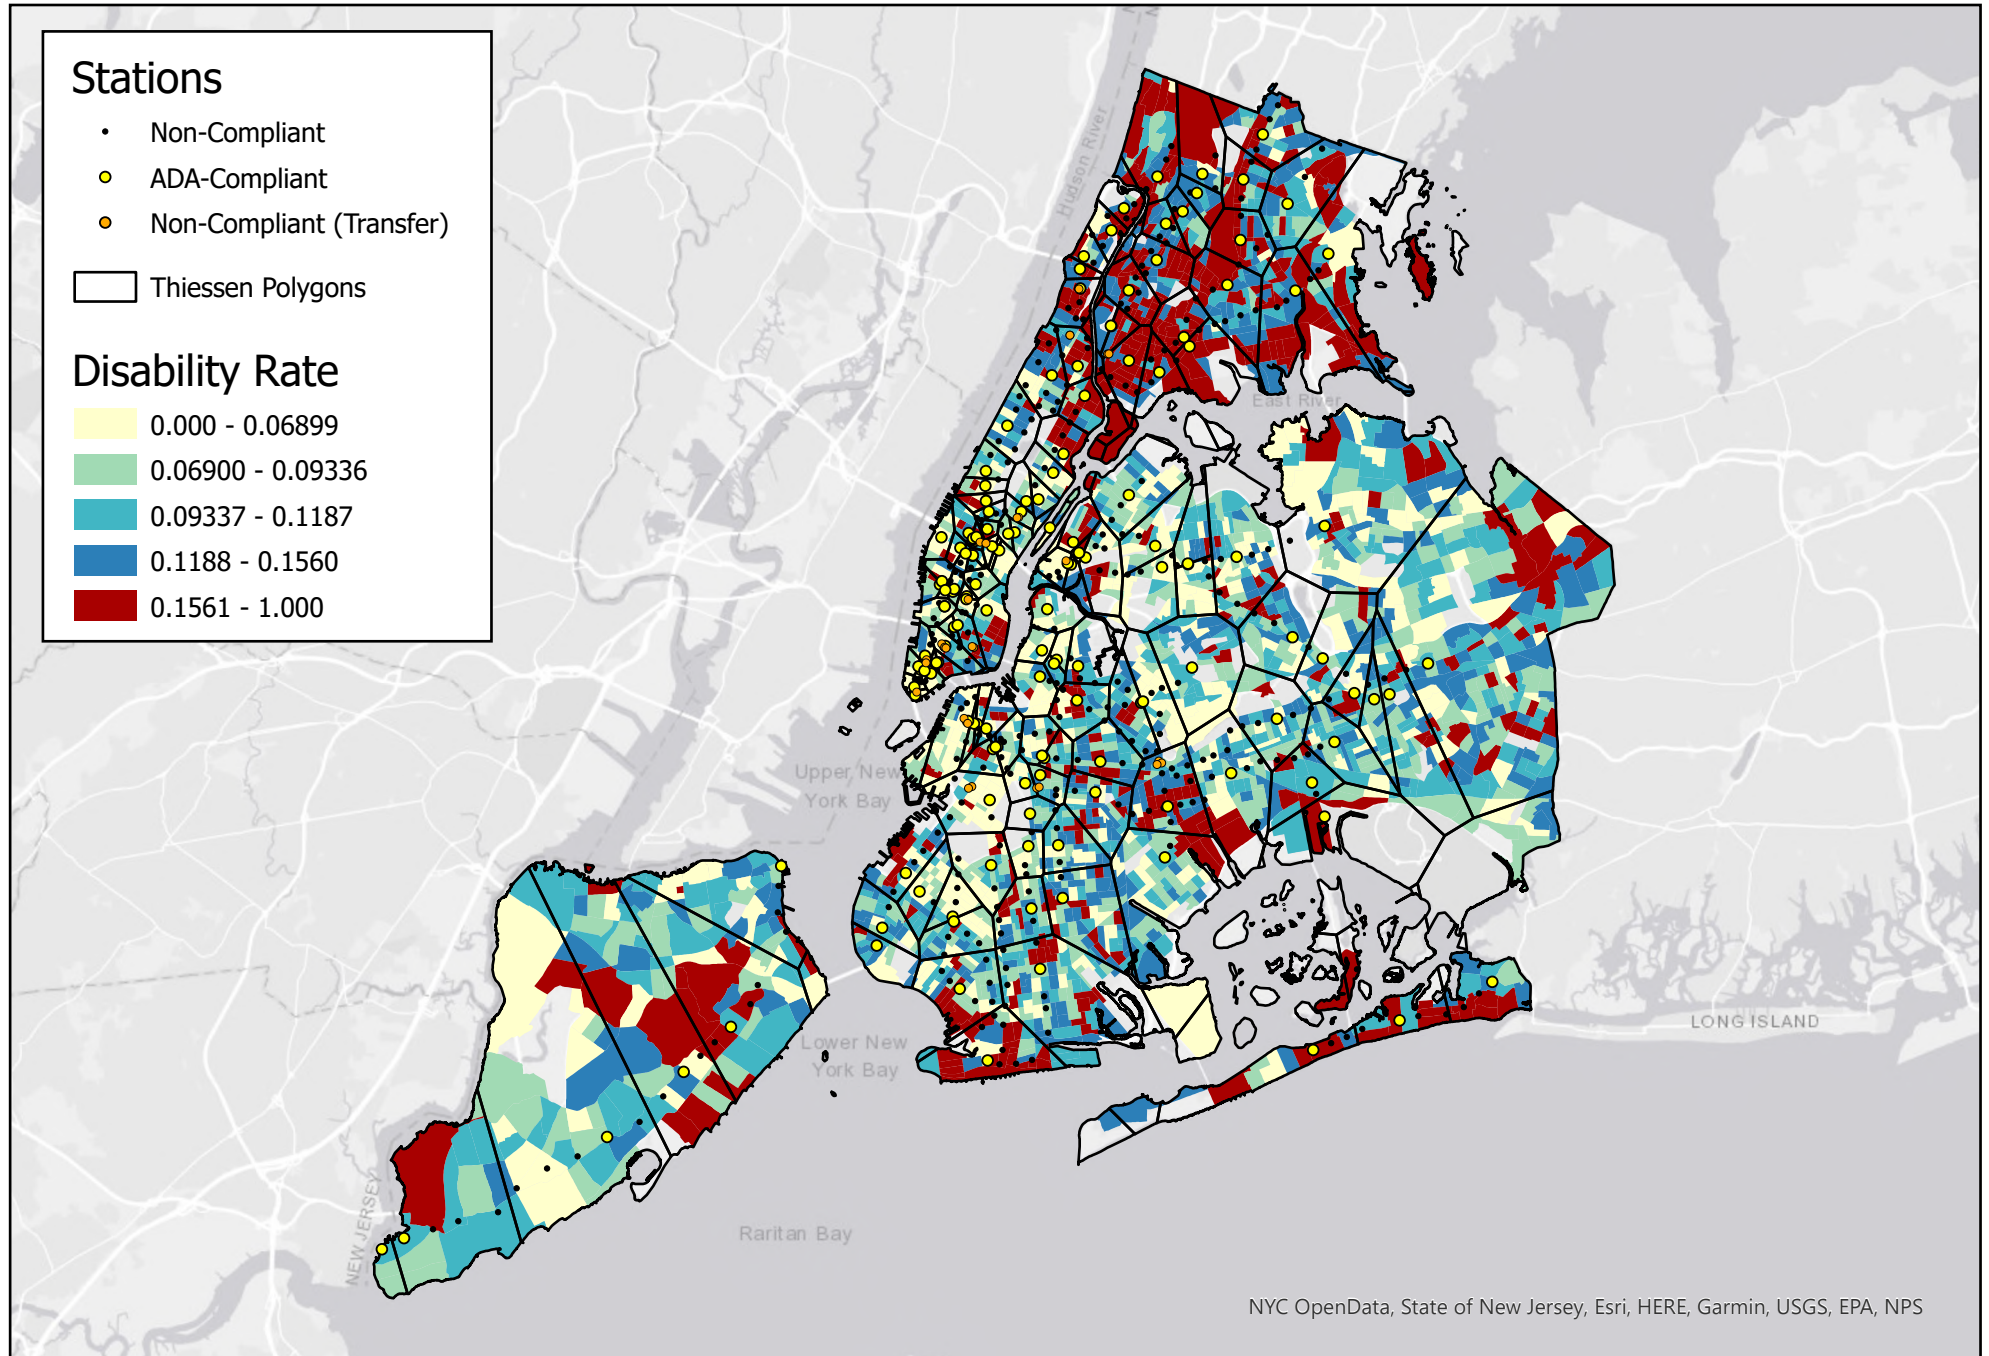 Stations
Non-Compliant
ADA-Compliant
Non-Compliant (Transfer)
Thiessen Polygons
Disability Rate
0.000 - 0.06899
0.06900 - 0.09336
0.09337 - 0.1187
0.1188 - 0.1560
0.1561 - 1.000
Hudson River
East River
Upper New
York Bay
LONG ISLAND
Lower New
York Bay
NEW JERSEY
Raritan Bay
NYC OpenData, State of New Jersey, Esri, HERE, Garmin, USGS, EPA, NPS